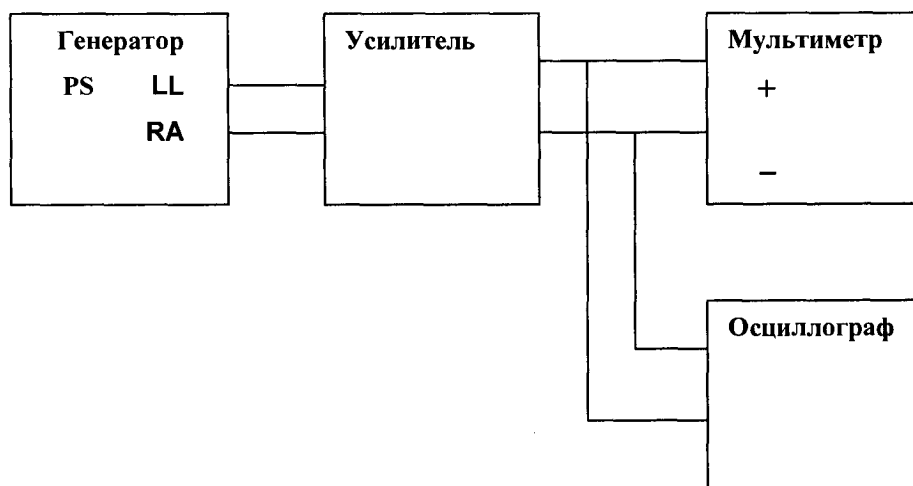 Генератор
PS LL
RA
Усилитель
Мультиметр
+
−
Осциллограф